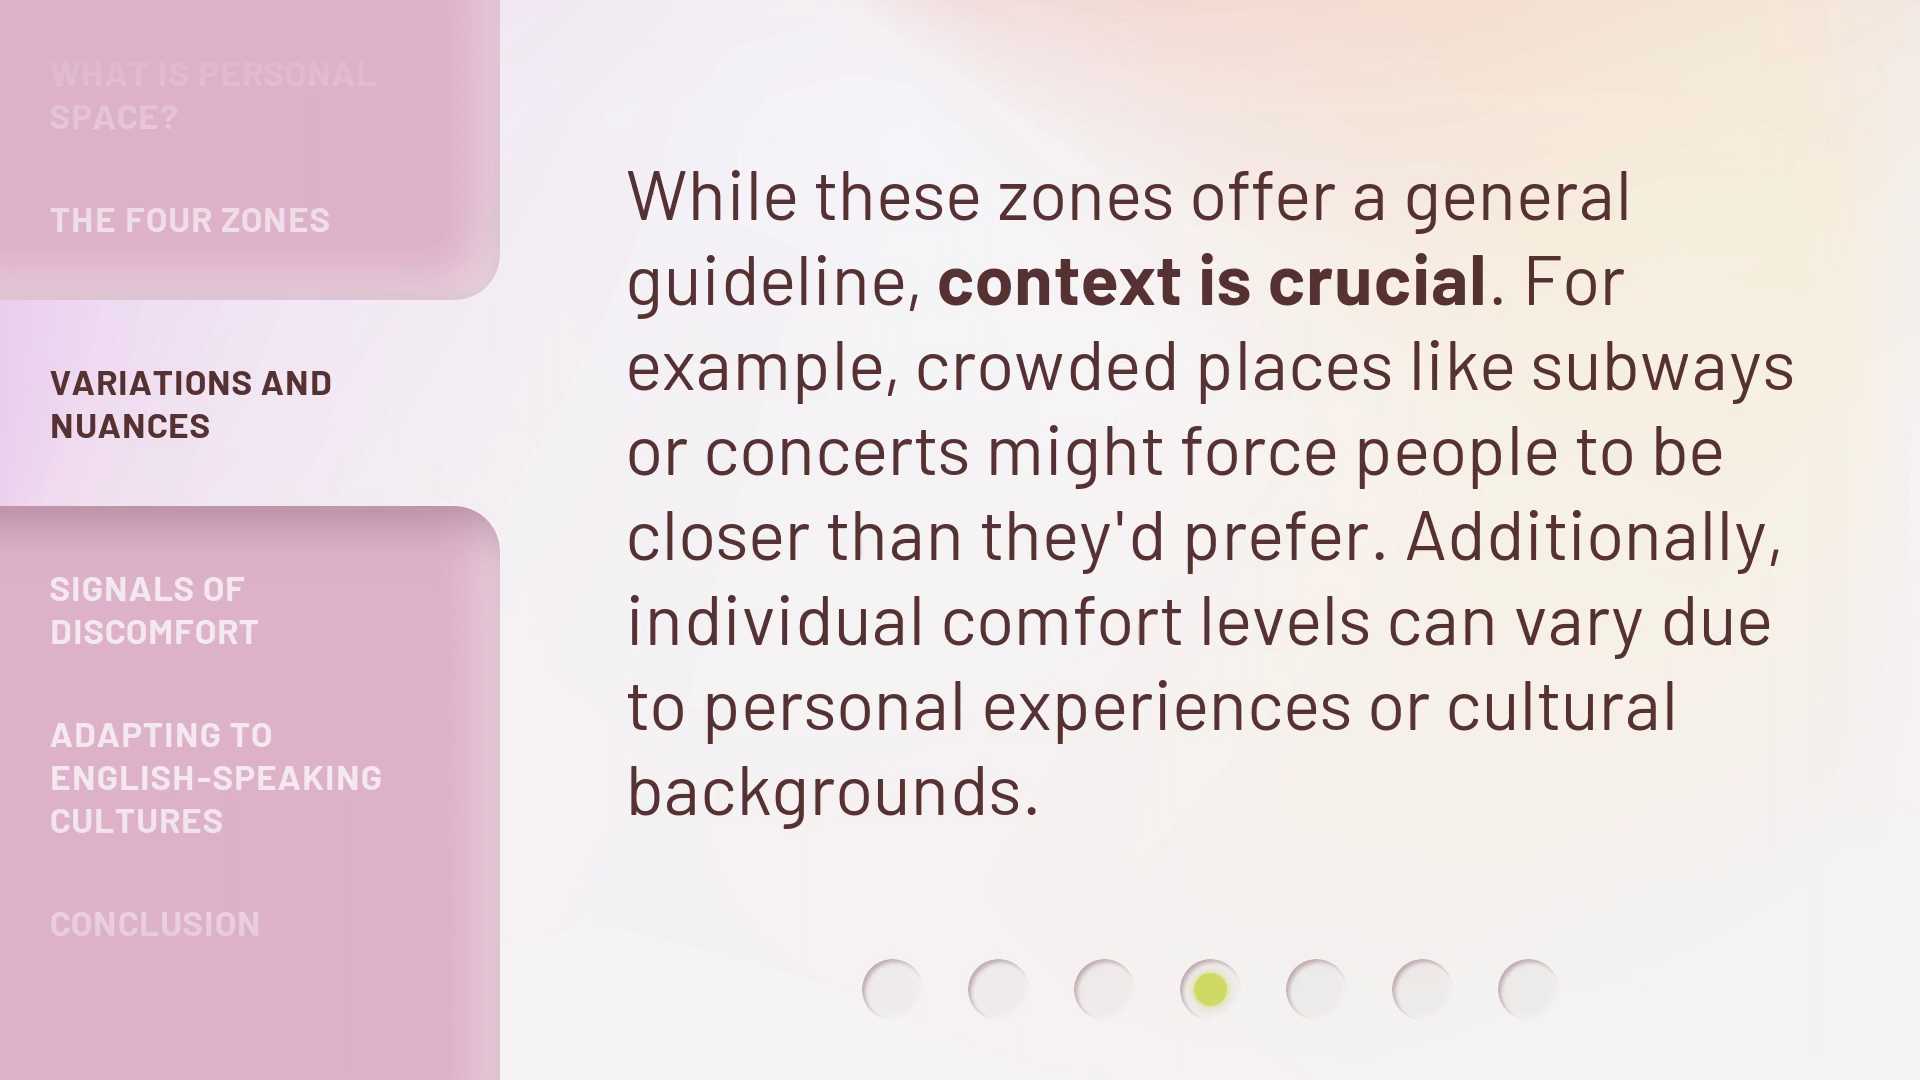 WHAT IS PERSONAL
SPACE?
THE FOUR ZONES
VARIATIONS AND
NUANCES
SIGNALS OF
DISCOMFORT
ADAPTING TO
ENGLISH-SPEAKING
CULTURES
CONCLUSION
While these zones offer a general
guideline, context is crucial. For
example, crowded places like subways
or concerts might force people to be
closer than they'd prefer. Additionally,
individual comfort levels can vary due
to personal experiences or cultural
backgrounds.